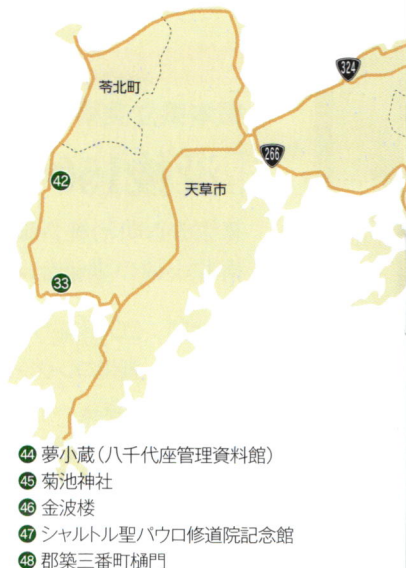 苓北町
324
266
42
天草市
33
44 夢小蔵（八千代座管理資料館）
45 菊池神社
46 金波楼
47 シャルトル聖パウロ修道院記念館
48 郡築三番町樋門